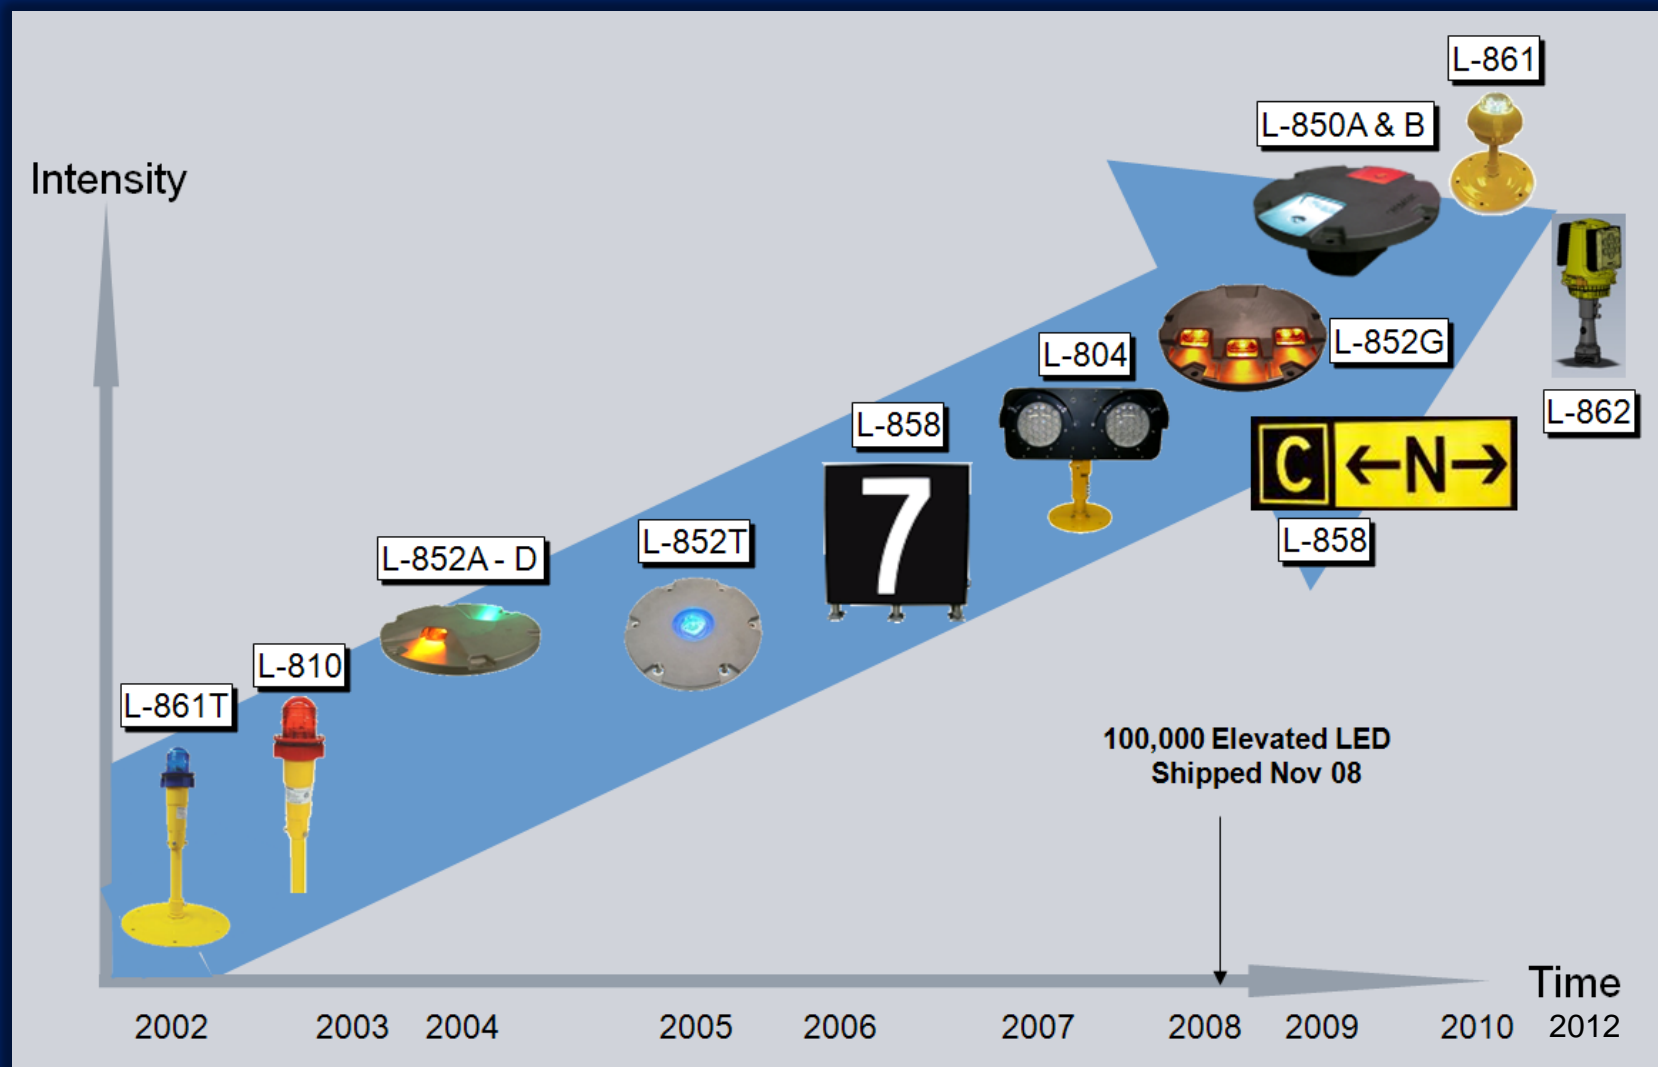 L-861
L-850A & B
Intensity
L-804
L-852G
L-858
L-862
7
C ←N→
L-852T
L-858
L-852A - D
L-810
L-861T
100,000 Elevated LED
Shipped Nov 08
Time
2002 2003 2004 2005 2006 2007 2008 2009 2010 2012